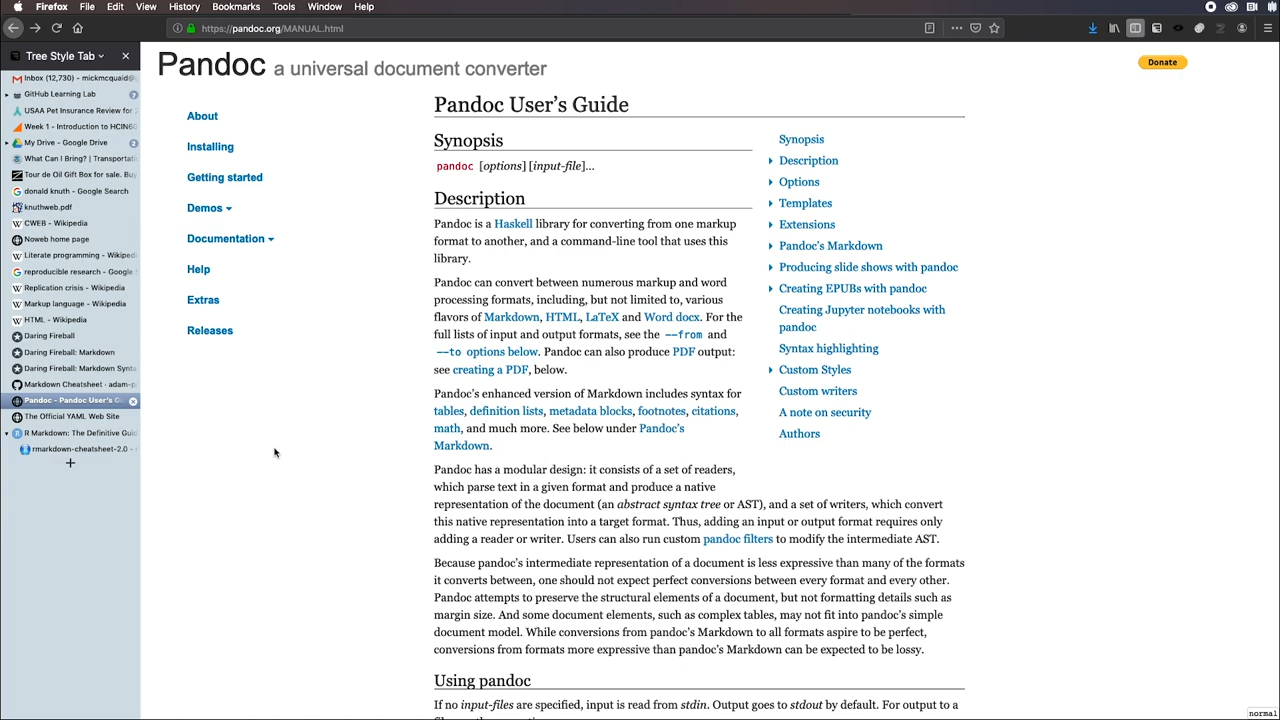 Firefox File Edit View History Bookmarks Tools Window Help
https://pandoc.org/MANUAL.html
Tree Style Tab
Inbox (12,730) - mickmcquaid@
GitHub Learning Lab
USAA Pet Insurance Review for
Week 1 - Introduction to HCIN6
My Drive - Google Drive
What Can I Bring? | Transportati
Tour de Oil Gift Box for sale. Buy
donald knuth - Google Search
knuthweb.pdf
CWEB - Wikipedia
Noweb home page
Literate programming - Wikiped
reproducible research - Google
Replication crisis - Wikipedia
Markup language - Wikipedia
HTML - Wikipedia
Daring Fireball
Daring Fireball: Markdown
Daring Fireball: Markdown Synta
Markdown Cheatsheet · adam-p
Pandoc - Pandoc User's G
The Official YAML Web Site
R Markdown: The Definitive Guid
rmarkdown-cheatsheet-2.0 -
Pandoc a universal document converter
Donate
About
Installing
Getting started
Demos
Documentation
Help
Extras
Releases
Pandoc User's Guide
Synopsis
pandoc [options] [input-file]...
Description
Pandoc is a Haskell library for converting from one markup
format to another, and a command-line tool that uses this
library.
Pandoc can convert between numerous markup and word
processing formats, including, but not limited to, various
flavors of Markdown, HTML, LaTeX and Word docx. For the
full lists of input and output formats, see the --from and
--to options below. Pandoc can also produce PDF output:
see creating a PDF, below.
Pandoc's enhanced version of Markdown includes syntax for
tables, definition lists, metadata blocks, footnotes, citations,
math, and much more. See below under Pandoc's
Markdown.
Pandoc has a modular design: it consists of a set of readers,
which parse text in a given format and produce a native
representation of the document (an abstract syntax tree or AST), and a set of writers, which convert
this native representation into a target format. Thus, adding an input or output format requires only
adding a reader or writer. Users can also run custom pandoc filters to modify the intermediate AST.
Because pandoc's intermediate representation of a document is less expressive than many of the formats
it converts between, one should not expect perfect conversions between every format and every other.
Pandoc attempts to preserve the structural elements of a document, but not formatting details such as
margin size. And some document elements, such as complex tables, may not fit into pandoc's simple
document model. While conversions from pandoc's Markdown to all formats aspire to be perfect,
conversions from formats more expressive than pandoc's Markdown can be expected to be lossy.
Using pandoc
If no input-files are specified, input is read from stdin. Output goes to stdout by default. For output to a
Synopsis
Description
Options
Templates
Extensions
Pandoc's Markdown
Producing slide shows with pandoc
Creating EPUBs with pandoc
Creating Jupyter notebooks with
pandoc
Syntax highlighting
Custom Styles
Custom writers
A note on security
Authors
normal